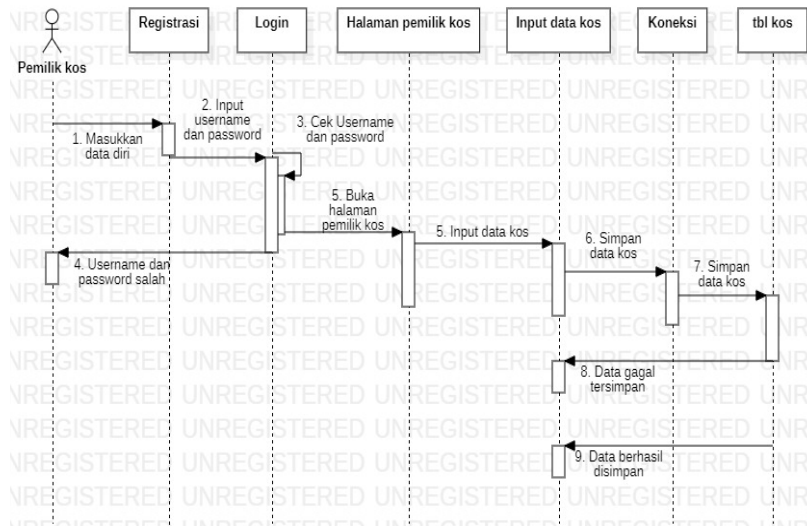 Registrasi
Login
Halaman pemilik kos
Input data kos
Koneksi
tbl kos
Pemilik kos
1. Masukkan
data diri
2. Input
username
dan password
3. Cek Username
dan password
5. Buka
halaman
pemilik kos
5. Input data kos
6. Simpan
data kos
7. Simpan
data kos
4. Username dan
password salah
8. Data gagal
tersimpan
9. Data berhasil
disimpan
UNREGISTERED